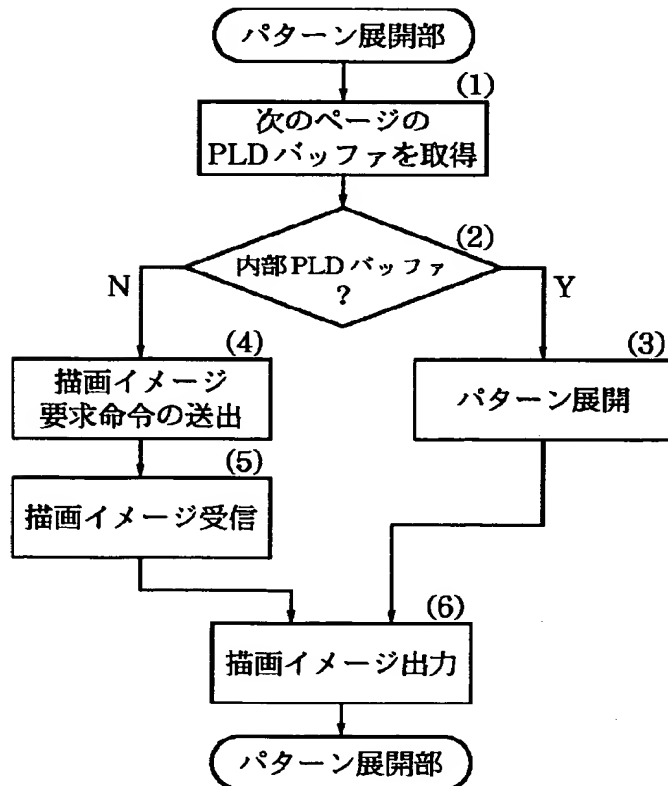 パターン展開部
(1)
次のページの
PLDバッファを取得
(2)
内部PLDバッファ
?
N
Y
(4)
描画イメージ
要求命令の送出
(3)
パターン展開
(5)
描画イメージ受信
(6)
描画イメージ出力
パターン展開部